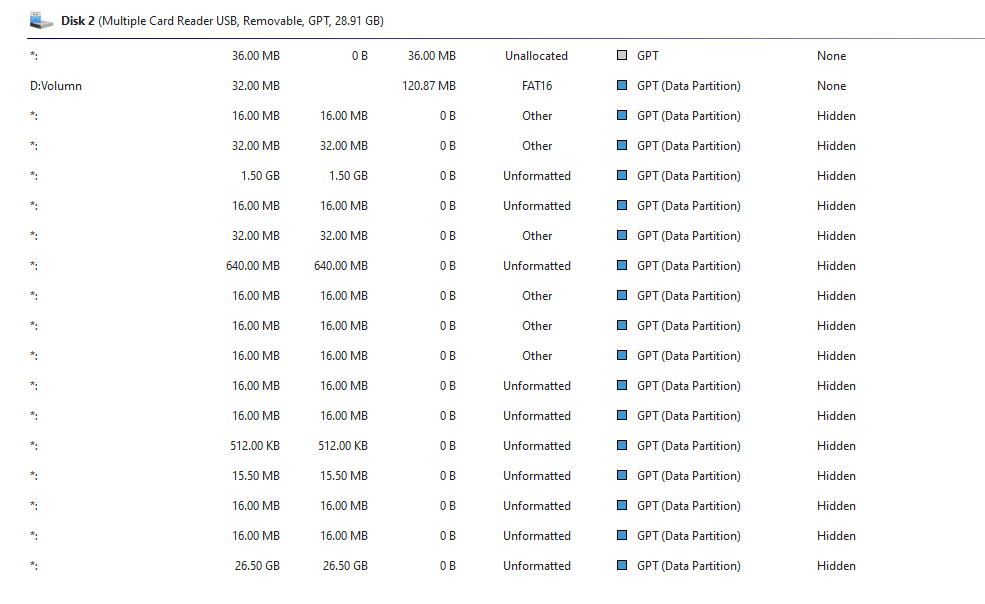 Disk 2 (Multiple Card Reader USB, Removable, GPT, 28.91 GB)
*: 36.00 MB 0 B 36.00 MB Unallocated GPT None
D:Volumn 32.00 MB 120.87 MB FAT16 GPT (Data Partition) None
*: 16.00 MB 16.00 MB 0 B Other GPT (Data Partition) Hidden
*: 32.00 MB 32.00 MB 0 B Other GPT (Data Partition) Hidden
*: 1.50 GB 1.50 GB 0 B Unformatted GPT (Data Partition) Hidden
*: 16.00 MB 16.00 MB 0 B Unformatted GPT (Data Partition) Hidden
*: 32.00 MB 32.00 MB 0 B Other GPT (Data Partition) Hidden
*: 640.00 MB 640.00 MB 0 B Unformatted GPT (Data Partition) Hidden
*: 16.00 MB 16.00 MB 0 B Other GPT (Data Partition) Hidden
*: 16.00 MB 16.00 MB 0 B Other GPT (Data Partition) Hidden
*: 16.00 MB 16.00 MB 0 B Other GPT (Data Partition) Hidden
*: 16.00 MB 16.00 MB 0 B Unformatted GPT (Data Partition) Hidden
*: 16.00 MB 16.00 MB 0 B Unformatted GPT (Data Partition) Hidden
*: 512.00 KB 512.00 KB 0 B Unformatted GPT (Data Partition) Hidden
*: 15.50 MB 15.50 MB 0 B Unformatted GPT (Data Partition) Hidden
*: 16.00 MB 16.00 MB 0 B Unformatted GPT (Data Partition) Hidden
*: 16.00 MB 16.00 MB 0 B Unformatted GPT (Data Partition) Hidden
*: 26.50 GB 26.50 GB 0 B Unformatted GPT (Data Partition) Hidden